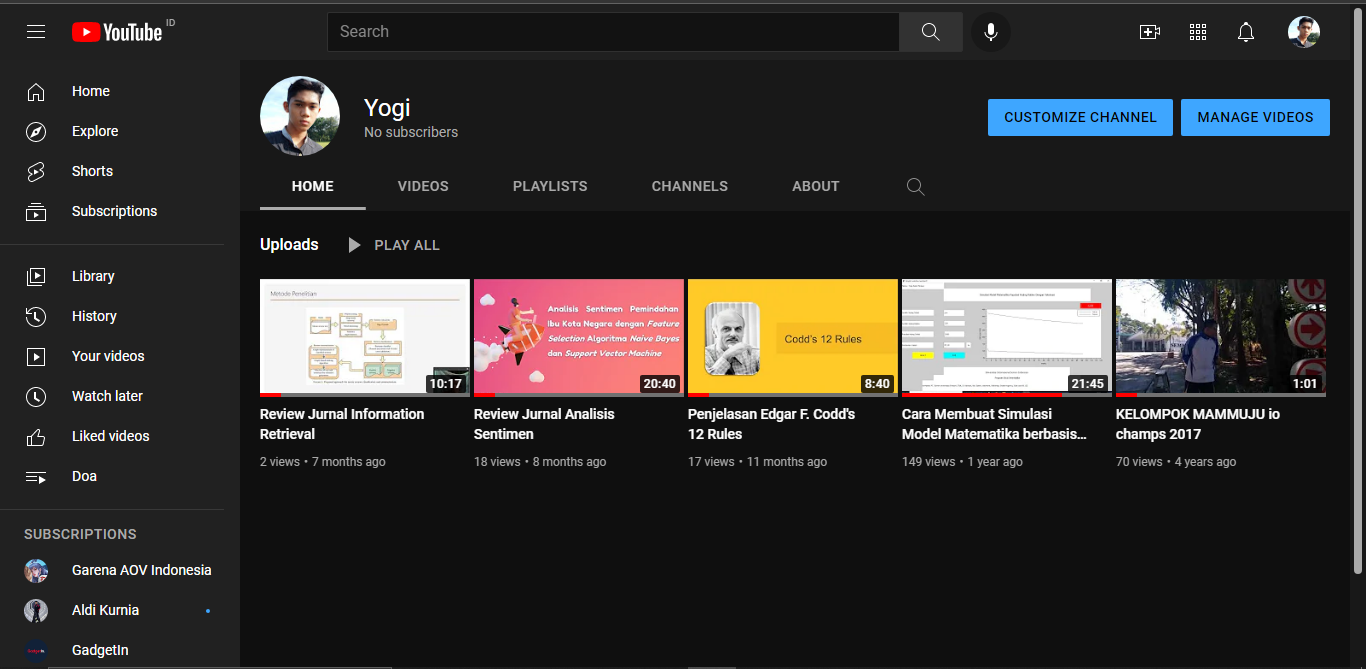 YouTube ID
Search
Home
Explore
Shorts
Subscriptions
Library
History
Your videos
Watch later
Liked videos
Doa
SUBSCRIPTIONS
Garena AOV Indonesia
Aldi Kurnia
GadgetIn
Yogi
No subscribers
CUSTOMIZE CHANNEL
MANAGE VIDEOS
HOME
VIDEOS
PLAYLISTS
CHANNELS
ABOUT
Uploads
PLAY ALL
Metode Penelitian
10:17
Review Jurnal Information
Retrieval
2 views • 7 months ago
Analisis Sentimen Pemindahan
Ibu Kota Negara dengan Feature
Selection Algoritma Naive Bayes
dan Support Vector Machine
20:40
Review Jurnal Analisis
Sentimen
18 views • 8 months ago
Codd's 12 Rules
8:40
Penjelasan Edgar F. Codd's
12 Rules
17 views • 11 months ago
21:45
Cara Membuat Simulasi
Model Matematika berbasis...
149 views • 1 year ago
1:01
KELOMPOK MAMMUJU io
champs 2017
70 views • 4 years ago